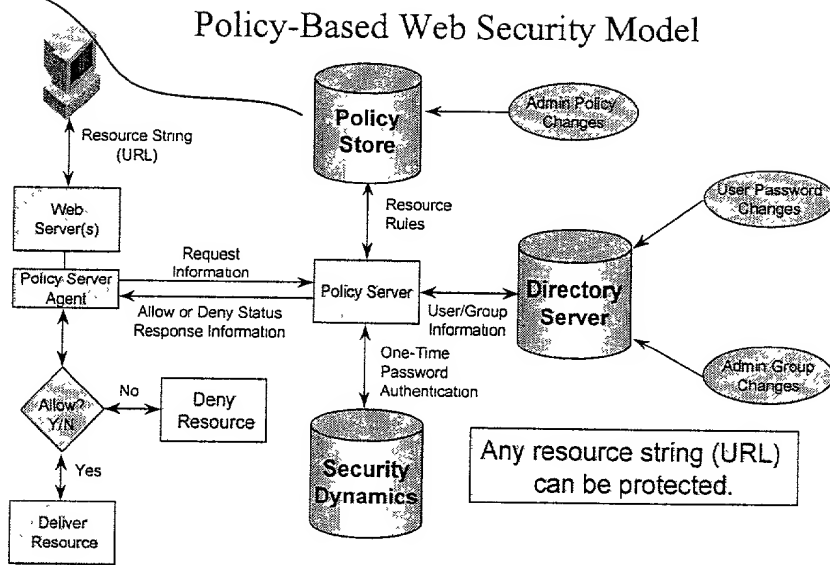 Policy-Based Web Security Model
Resource String
(URL)
Policy
Store
Admin Policy
Changes
Web
Server(s)
Resource
Rules
User Password
Changes
Request
Information
Policy Server
Agent
Policy Server
Allow or Deny Status
Response Information
User/Group
Information
Directory
Server
One-Time
Password
Authentication
Admin Group
Changes
Allow?
Y/N
No
Deny
Resource
Yes
Security
Dynamics
Any resource string (URL)
can be protected.
Deliver
Resource